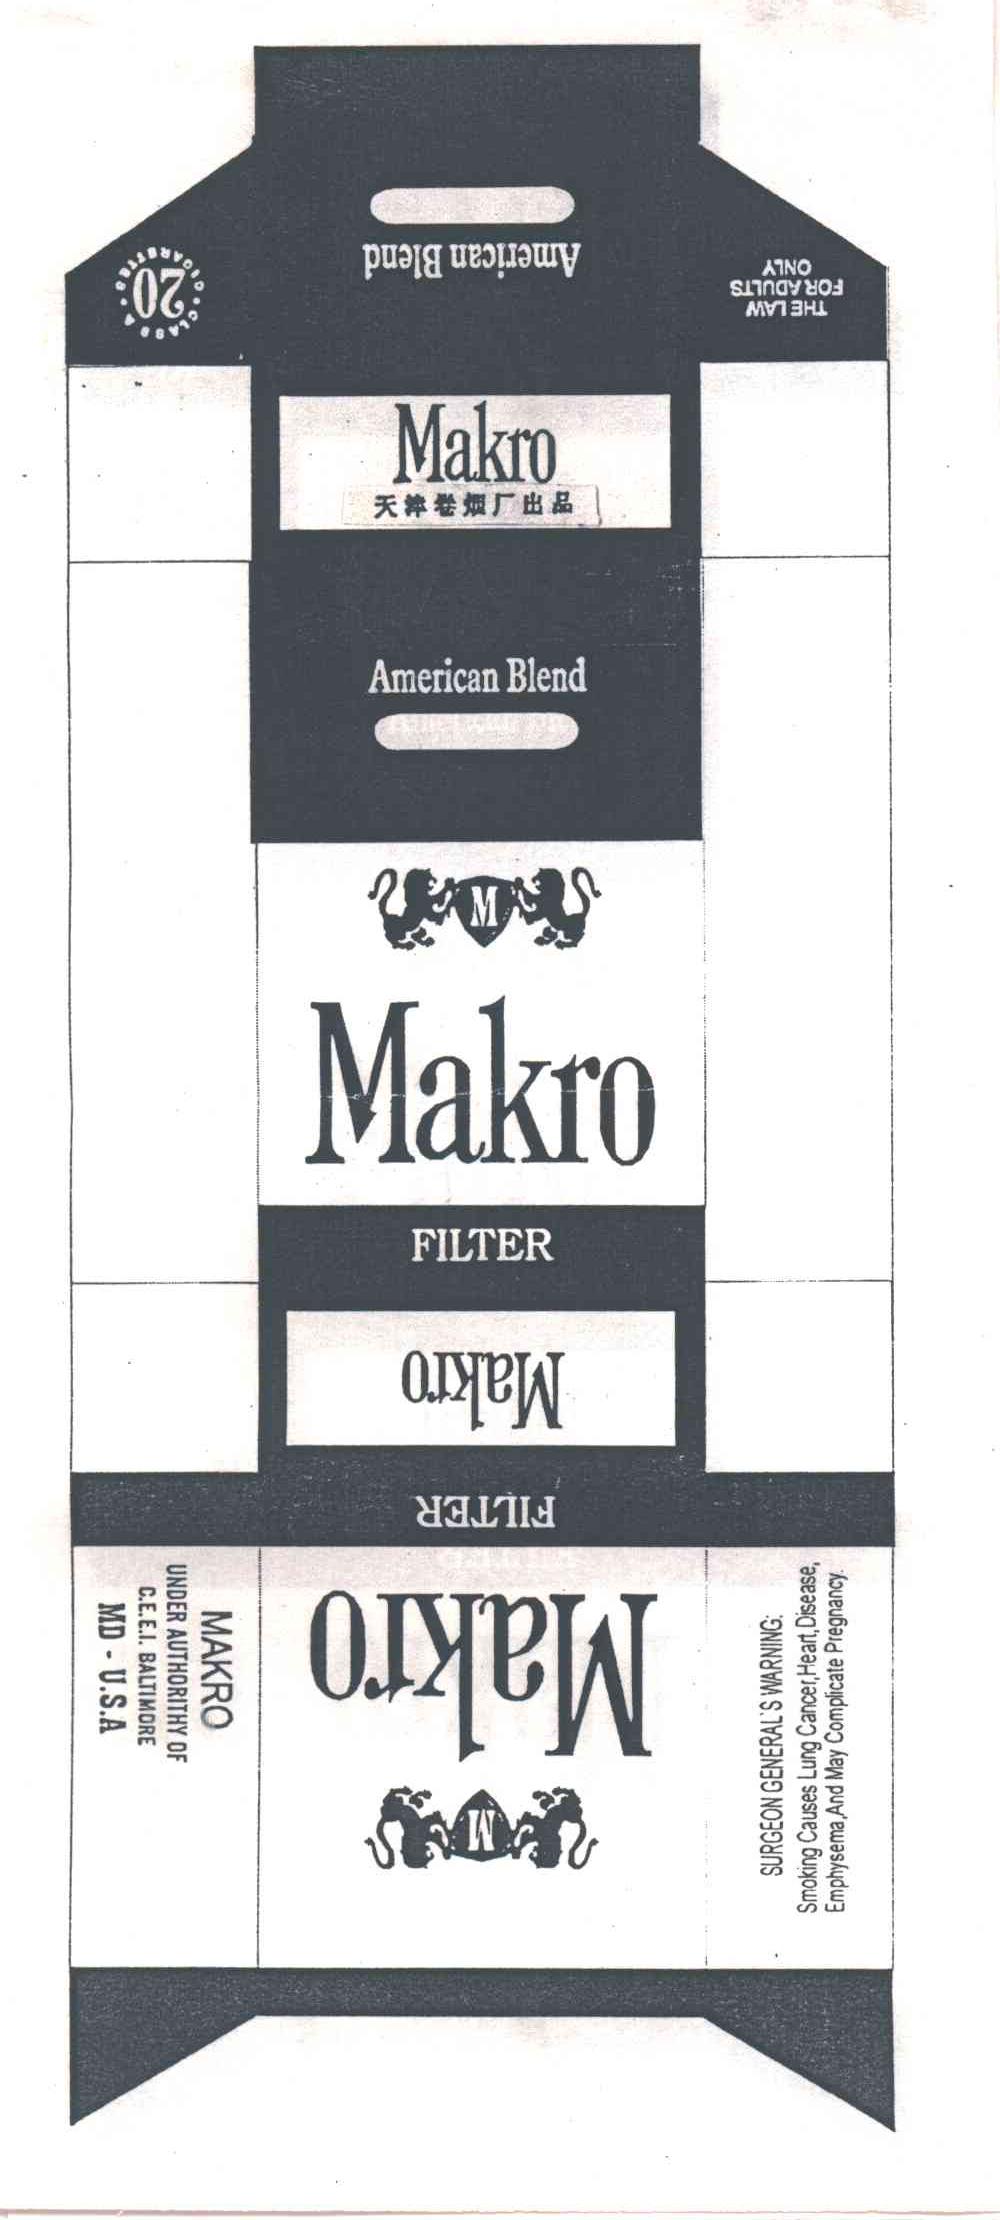 American Blend
20
CLASS A • CIGARETTES •
THE LAW
FOR ADULTS
ONLY
Makro
天津卷烟厂出品
American Blend
M
Makro
FILTER
Makro
FILTER
Makro
M
MAKRO
UNDER AUTHORITHY OF
C.E.E.I. BALTIMORE
MD - U.S.A
SURGEON GENERAL'S WARNING:
Smoking Causes Lung Cancer,Heart,Disease,
Emphysema,And May Complicate Pregnancy.